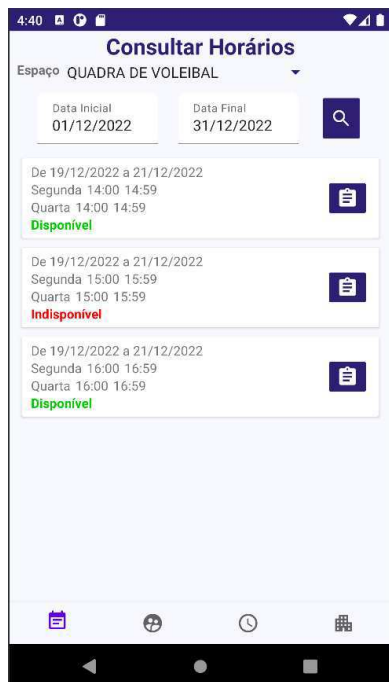 4:40
Consultar Horários
Espaço QUADRA DE VOLEIBAL
Data Inicial
01/12/2022
Data Final
31/12/2022
De 19/12/2022 a 21/12/2022
Segunda 14:00 14:59
Quarta 14:00 14:59
Disponível
De 19/12/2022 a 21/12/2022
Segunda 15:00 15:59
Quarta 15:00 15:59
Indisponível
De 19/12/2022 a 21/12/2022
Segunda 16:00 16:59
Quarta 16:00 16:59
Disponível